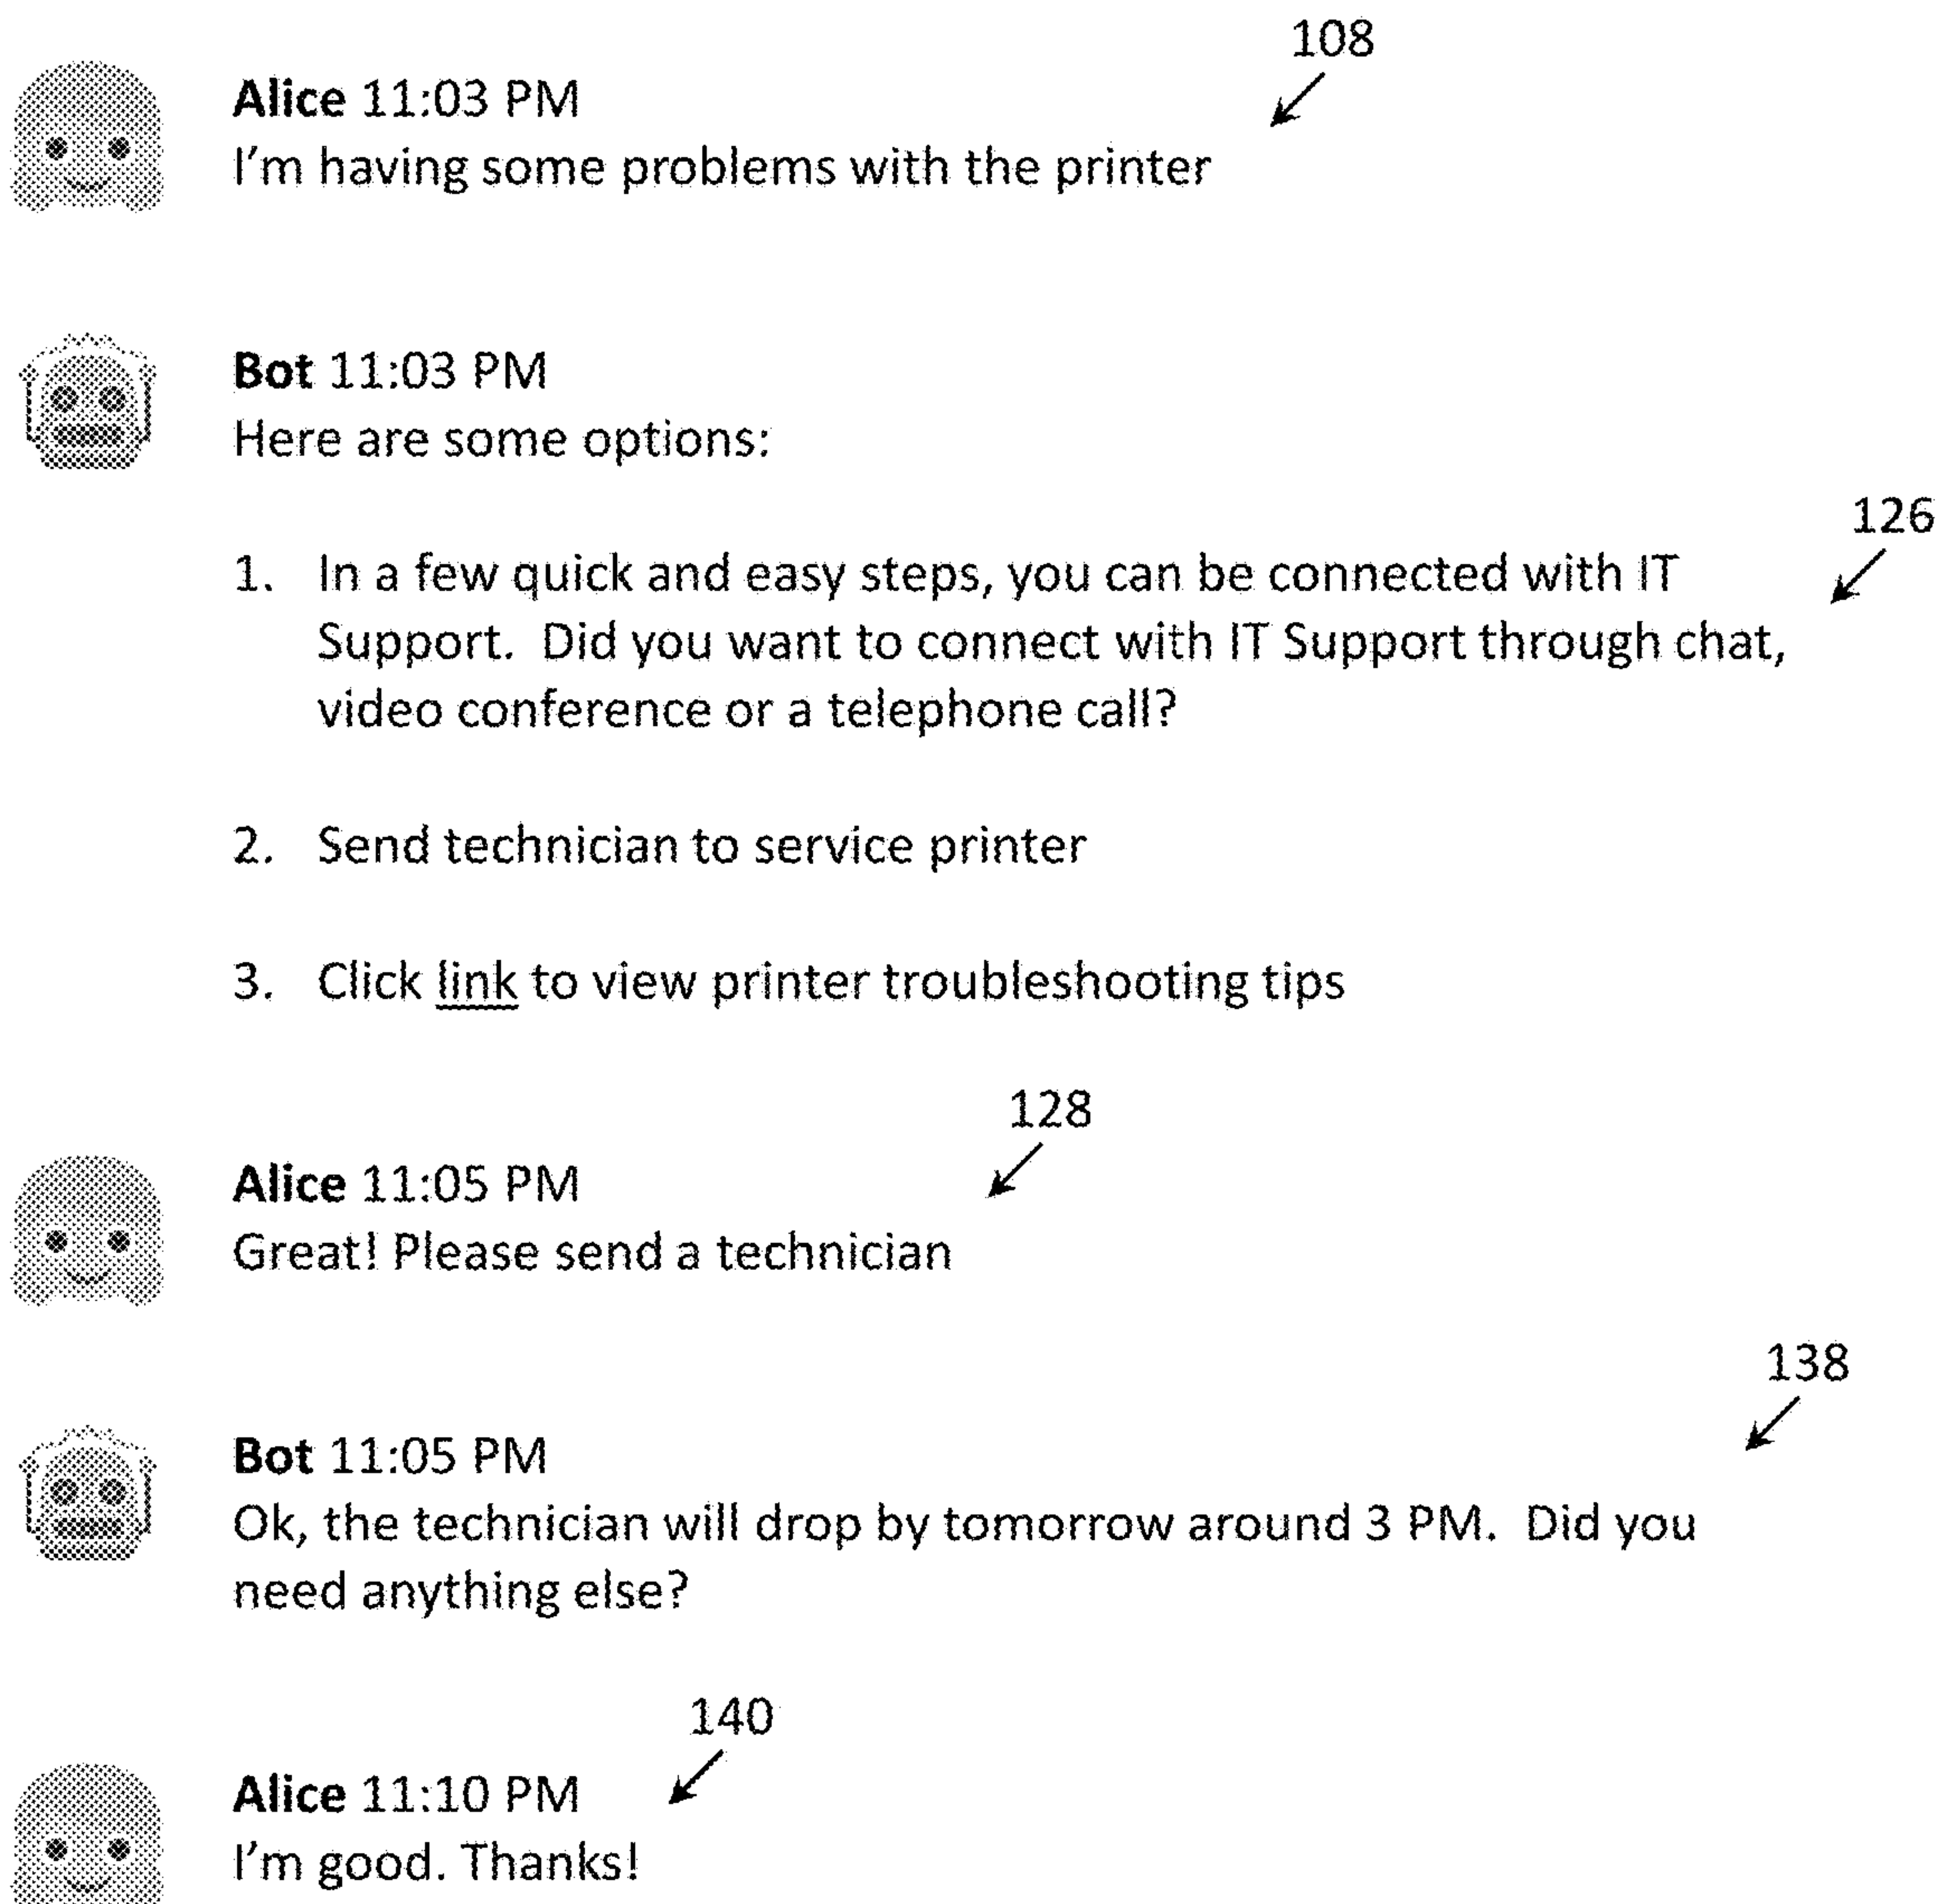 108
Alice 11:03 PM
I'm having some problems with the printer
Bot 11:03 PM
Here are some options:
126
1. In a few quick and easy steps, you can be connected with IT
Support. Did you want to connect with IT Support through chat,
video conference or a telephone call?
2. Send technician to service printer
3. Click link to view printer troubleshooting tips
128
Alice 11:05 PM
Great! Please send a technician
138
Bot 11:05 PM
Ok, the technician will drop by tomorrow around 3 PM. Did you
need anything else?
140
Alice 11:10 PM
I'm good. Thanks!